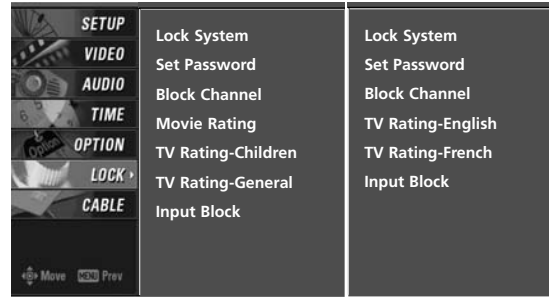 SETUP
VIDEO
AUDIO
TIME
OPTION
LOCK
CABLE
Move MENU Prev
Lock System
Set Password
Block Channel
Movie Rating
TV Rating-Children
TV Rating-General
Input Block
Lock System
Set Password
Block Channel
TV Rating-English
TV Rating-French
Input Block